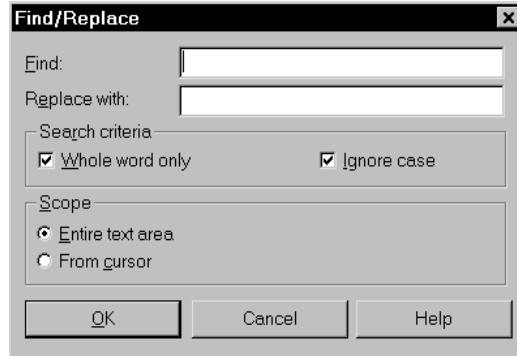 Find/Replace
Find:
Replace with:
Search criteria
Whole word only Ignore case
Scope
Entire text area
From cursor
OK Cancel Help